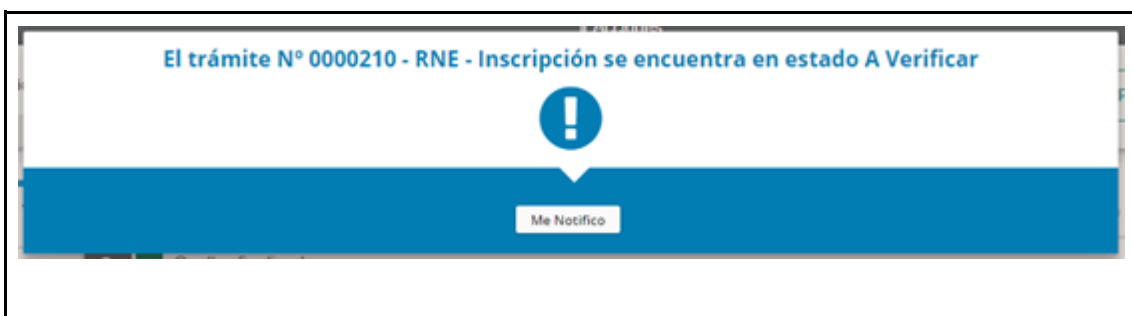 El trámite Nº 0000210 - RNE - Inscripción se encuentra en estado A Verificar
Me Notifico